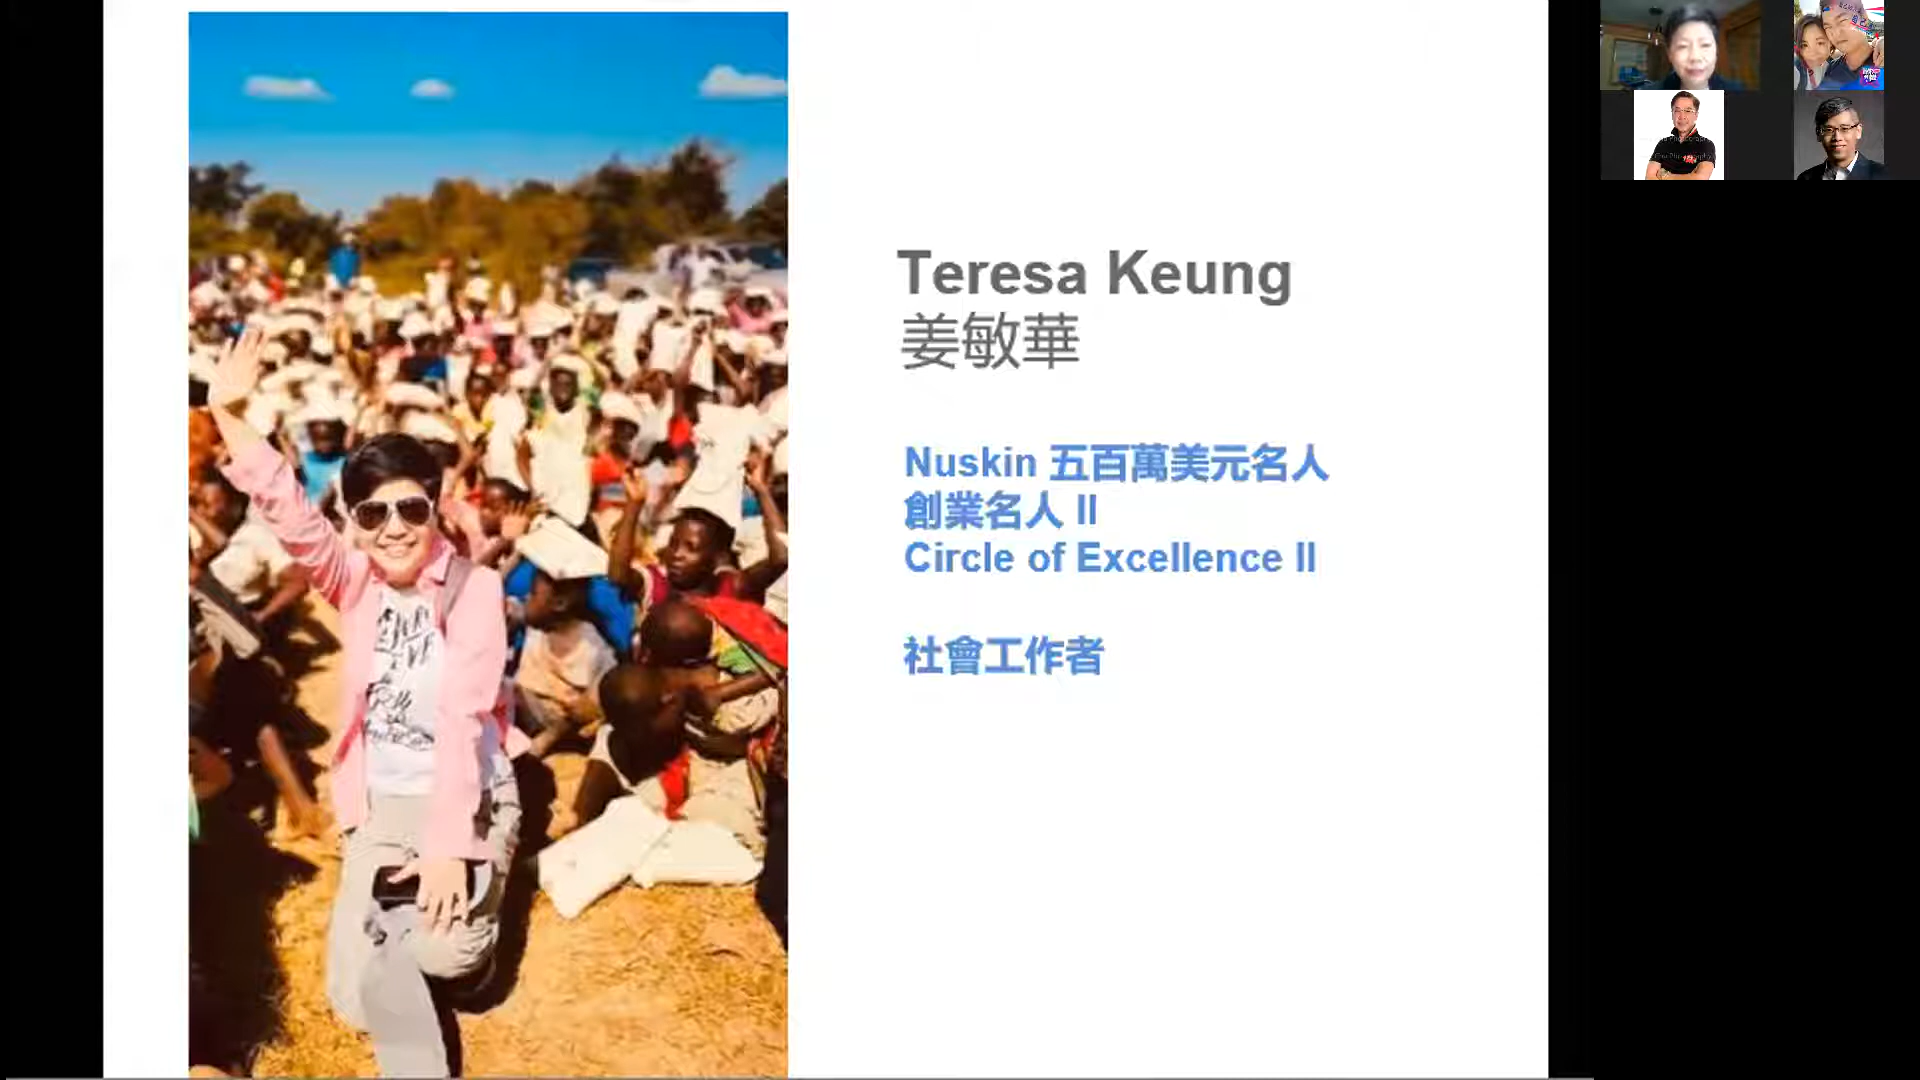 Teresa Keung
姜敏華
Nuskin 五百萬美元名人
創業名人 II
Circle of Excellence II
社會工作者